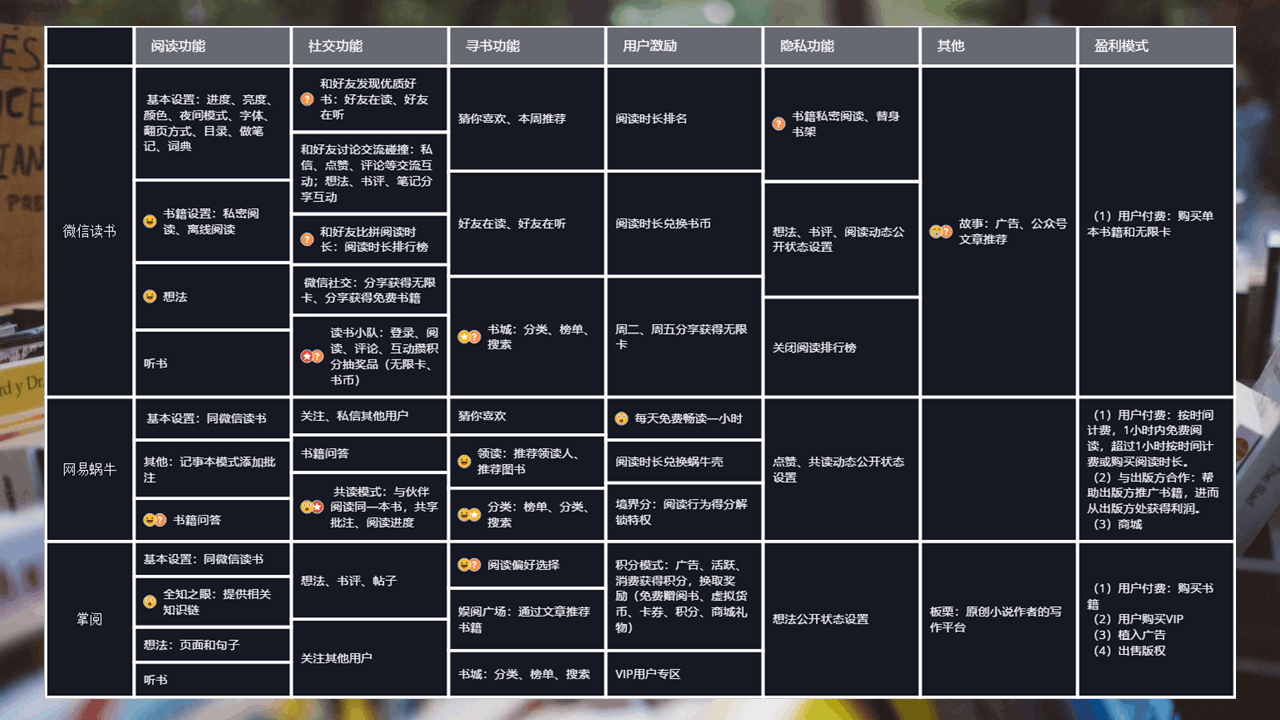 阅读功能
社交功能
寻书功能
用户激励
隐私功能
其他
盈利模式
微信读书
基本设置：进度、亮度、
颜色、夜间模式、字体、
翻页方式、目录、做笔
记、词典
书籍设置：私密阅
读、离线阅读
想法
听书
和好友发现优质好
书：好友在读、好友
在听
和好友讨论交流碰撞：私
信、点赞、评论等交流互
动；想法、书评、笔记分
享互动
和好友比拼阅读时
长：阅读时长排行榜
微信社交：分享获得无限
卡、分享获得免费书籍
读书小队：登录、阅
读、评论、互动攒积
分抽奖品（无限卡、
书币）
猜你喜欢、本周推荐
好友在读、好友在听
书城：分类、榜单、
搜索
阅读时长排名
阅读时长兑换书币
周二、周五分享获得无限
卡
书籍私密阅读、替身
书架
想法、书评、阅读动态公
开状态设置
关闭阅读排行榜
故事：广告、公众号
文章推荐
（1）用户付费：购买单
本书籍和无限卡
网易蜗牛
基本设置：同微信读书
其他：记事本模式添加批
注
书籍问答
关注、私信其他用户
书籍问答
共读模式：与伙伴
阅读同一本书，共享
批注、阅读进度
猜你喜欢
领读：推荐领读人、
推荐图书
分类：榜单、分类、
搜索
每天免费畅读一小时
阅读时长兑换蜗牛壳
境界分：阅读行为得分解
锁特权
点赞、共读动态公开状态
设置
（1）用户付费：按时间
计费，1小时内免费阅
读，超过1小时按时间计
费或购买阅读时长。
（2）与出版方合作：帮
助出版方推广书籍，进而
从出版方处获得利润。
（3）商城
掌阅
基本设置：同微信读书
全知之眼：提供相关
知识链
想法：页面和句子
听书
想法、书评、帖子
关注其他用户
阅读偏好选择
娱阅广场：通过文章推荐
书籍
书城：分类、榜单、搜索
积分模式：广告、活跃、
消费获得积分，换取奖
励（免费赠阅书、虚拟货
币、卡券、积分、商城礼
物）
VIP用户专区
想法公开状态设置
板栗：原创小说作者的写
作平台
（1）用户付费：购买书
籍
（2）用户购买VIP
（3）植入广告
（4）出售版权